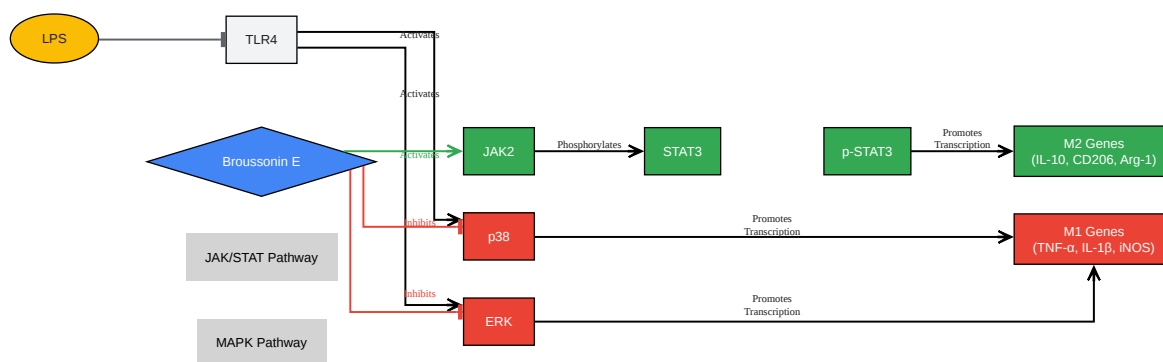 LPS
TLR4
Activates
Activates
Broussonin E
Activates
JAK2
Phosphorylates
STAT3
p-STAT3
Promotes
Transcription
M2 Genes
(IL-10, CD206, Arg-1)
Inhibits
p38
Promotes
Transcription
M1 Genes
(TNF-α, IL-1β, iNOS)
JAK/STAT Pathway
Inhibits
ERK
Promotes
Transcription
MAPK Pathway